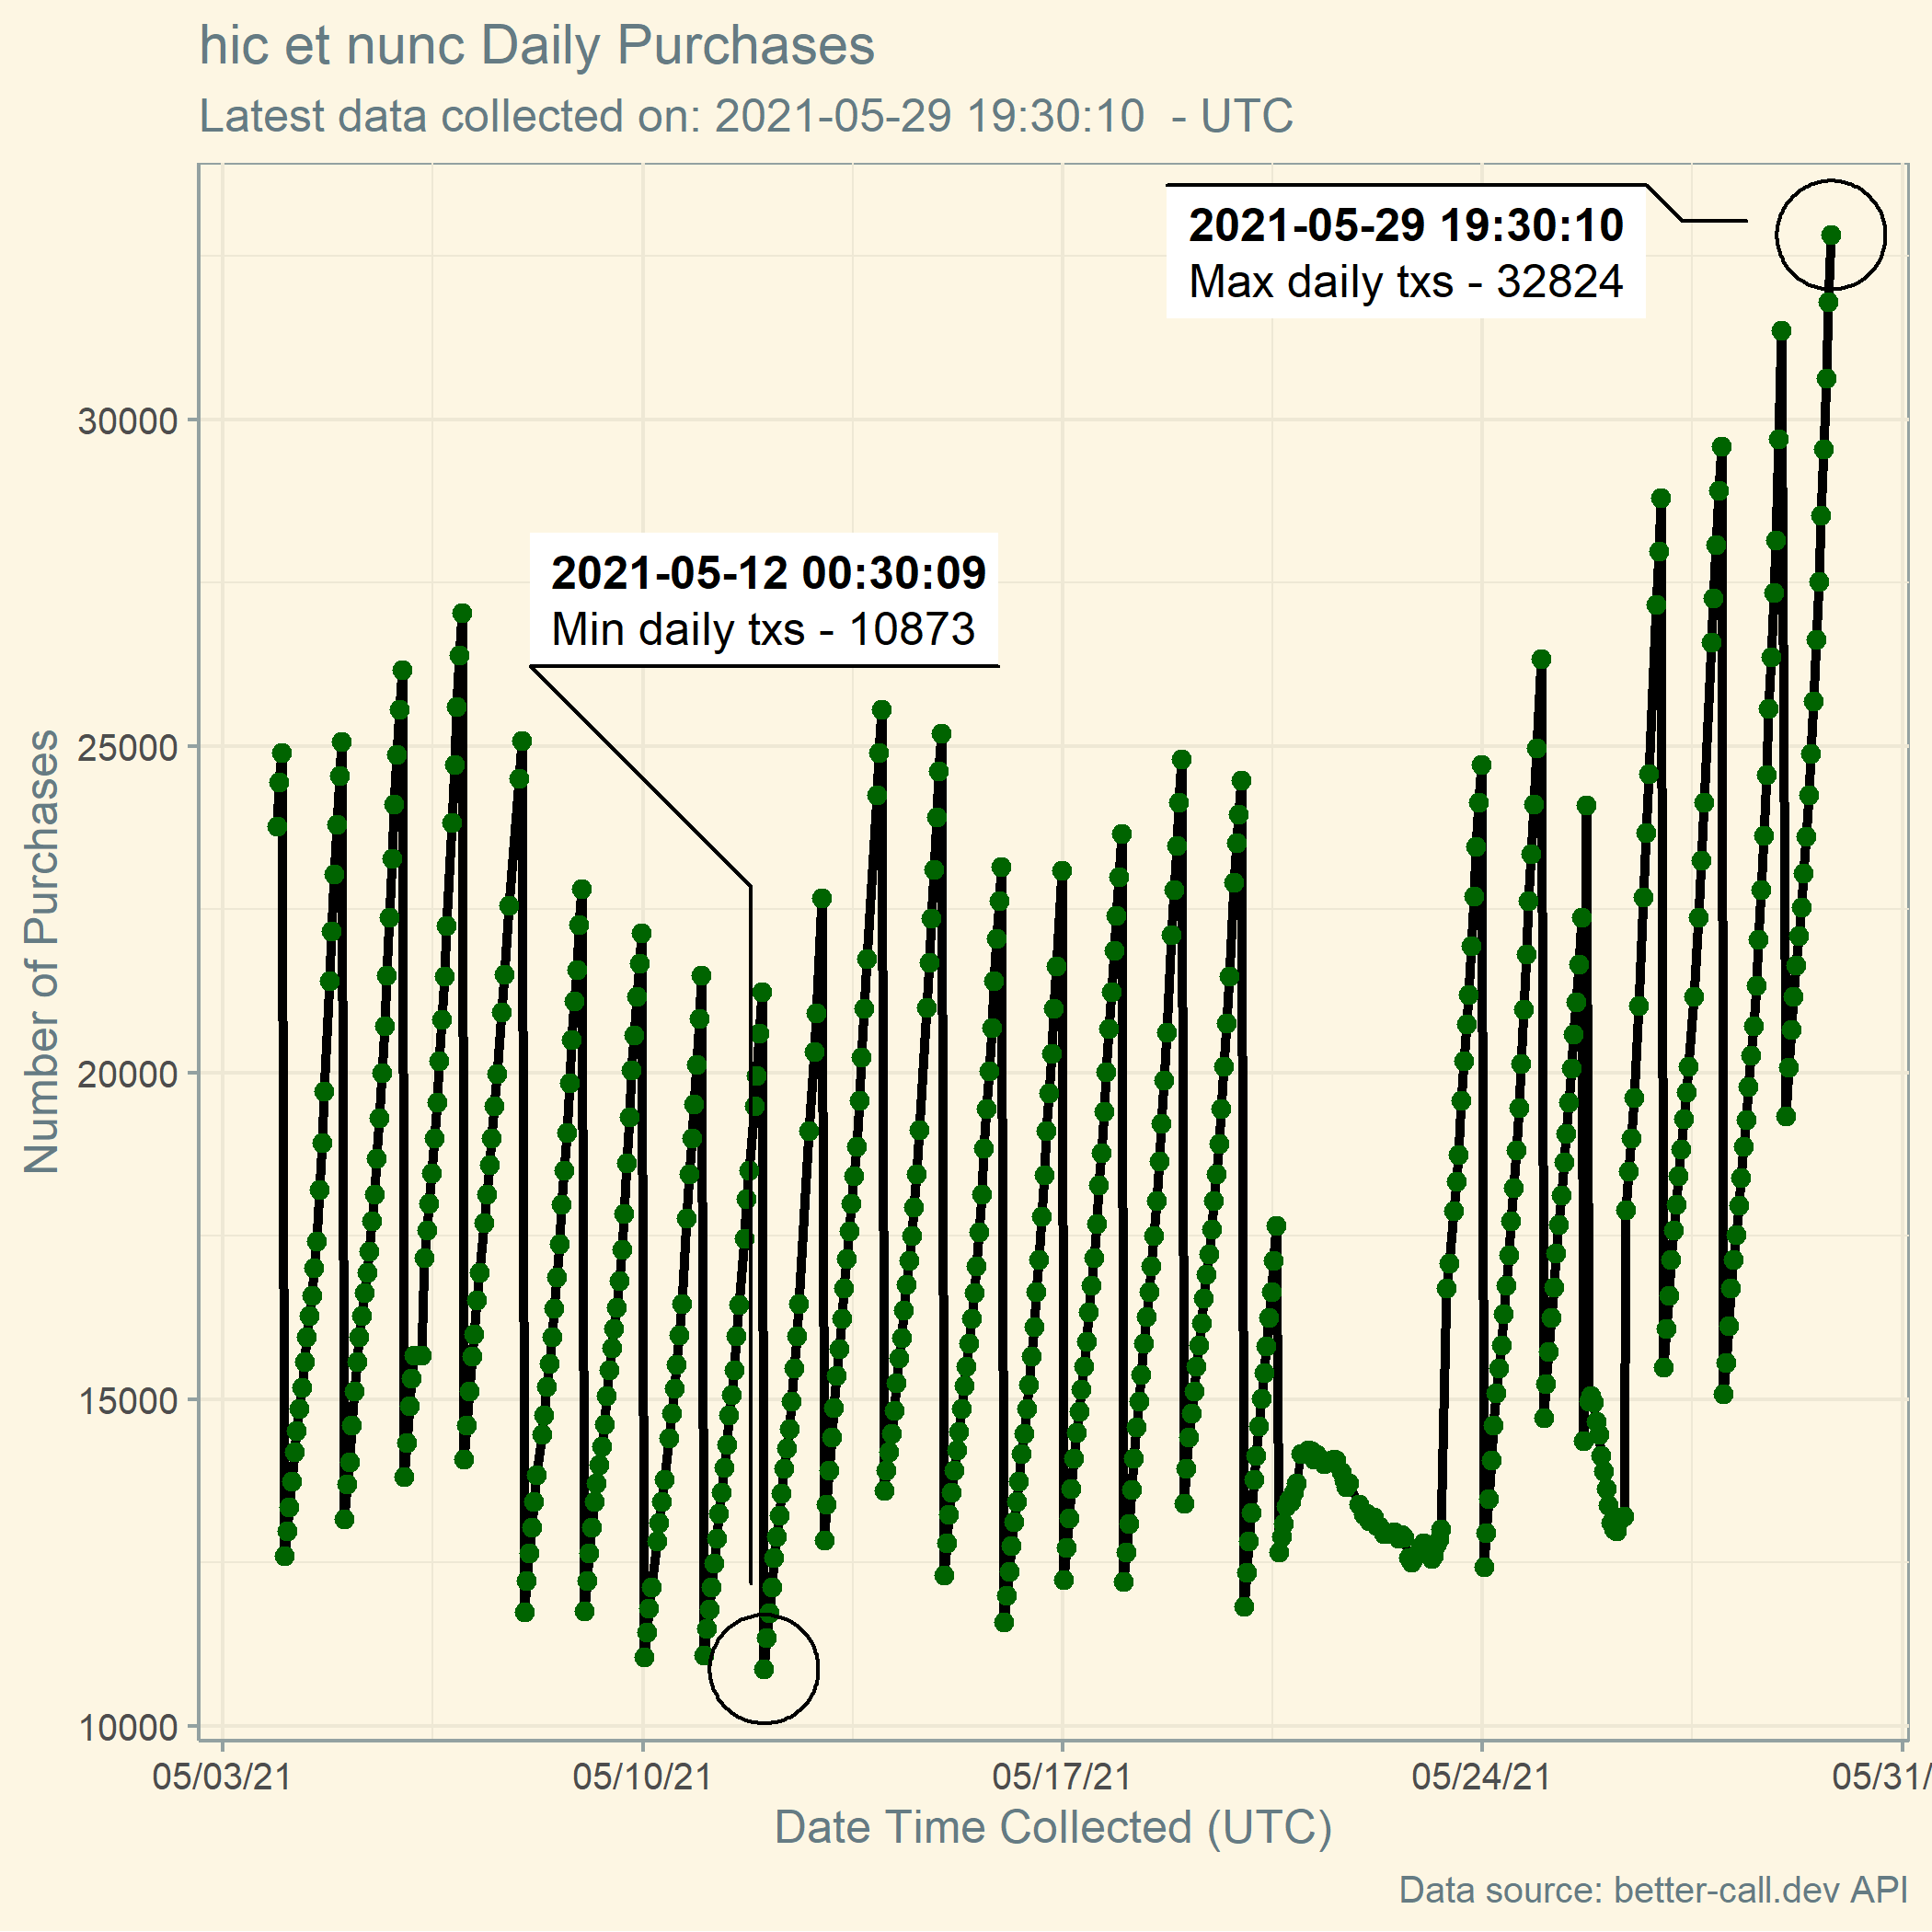 hic et nunc Daily Purchases
Latest data collected on: 2021-05-29 19:30:10  - UTC
2021-05-29 19:30:10
Max daily txs - 32824
2021-05-12 00:30:09
Min daily txs - 10873
Number of Purchases
30000
25000
20000
15000
10000
05/03/21
05/10/21
05/17/21
05/24/21
05/31/
Date Time Collected (UTC)
Data source: better-call.dev API